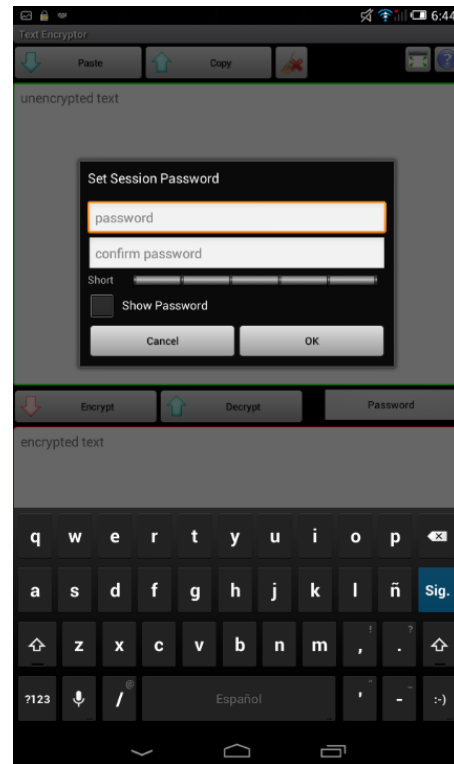 6:44
Text Encryptor
Paste Copy
unencrypted text
Set Session Password
password
confirm password
Short
Show Password
Cancel OK
Encrypt Decrypt Password
encrypted text
q w e r t y u i o p
a s d f g h j k l ñ Sig.
z x c v b n m , ! . ?
?123 / @ Español ' - :-)